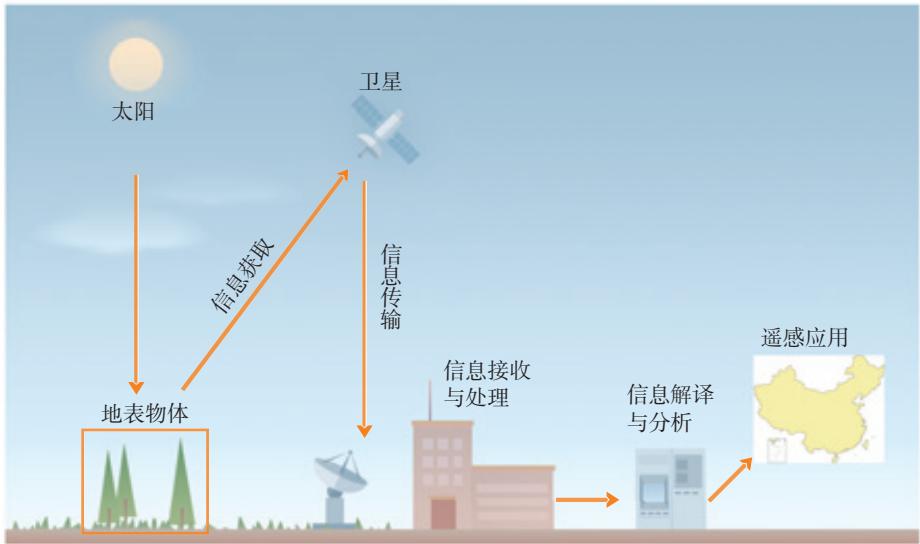 太阳
卫星
信息获取
信息传输
地表物体
信息接收
与处理
信息解译
与分析
遥感应用